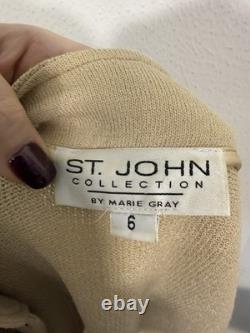 ST. JOHN
COLLECTION
BY MARIE GRAY
6